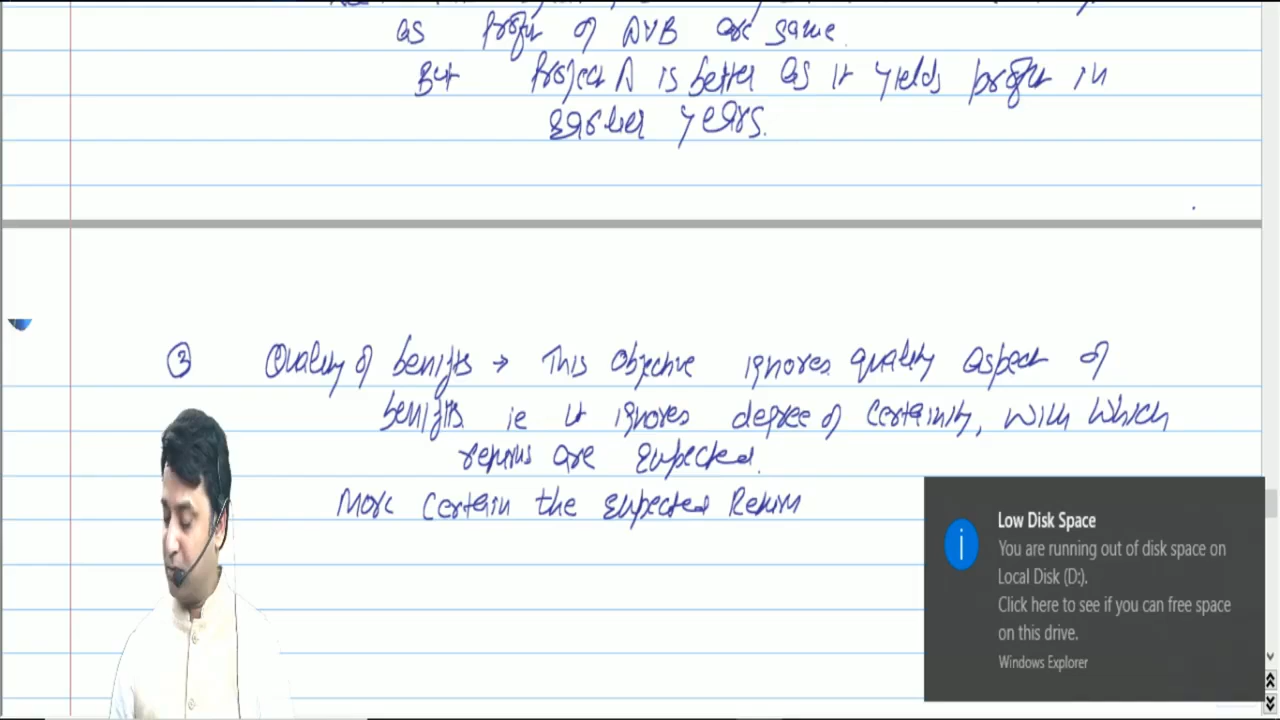 as Profit of A&B are same.
But Project A is better as it yields profit in
Earlier years.
③ Quality of benifits → This objective ignores quality aspect of
benifits ie it ignores degree of certainity, with which
returns are Expected.
More certain the Expected Return
Low Disk Space
You are running out of disk space on
Local Disk (D:).
Click here to see if you can free space
on this drive.
Windows Explorer